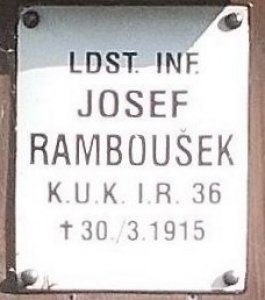 LDST. INF.
JOSEF
RAMBOUŠEK
K.U.K. I.R. 36
† 30./3.1915